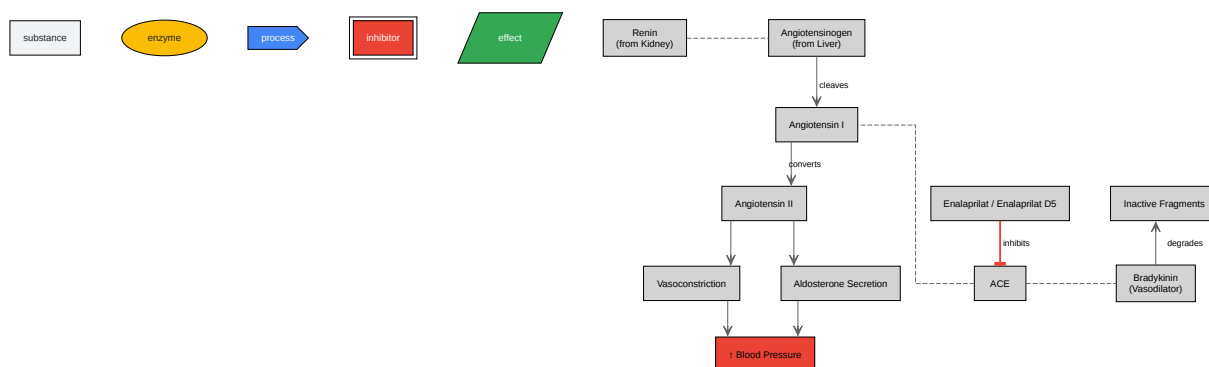 substance
enzyme
process
inhibitor
effect
Renin
(from Kidney)
Angiotensinogen
(from Liver)
cleaves
Angiotensin I
converts
Angiotensin II
Enalaprilat / Enalaprilat D5
Inactive Fragments
inhibits
degrades
Vasoconstriction
Aldosterone Secretion
ACE
Bradykinin
(Vasodilator)
↑ Blood Pressure